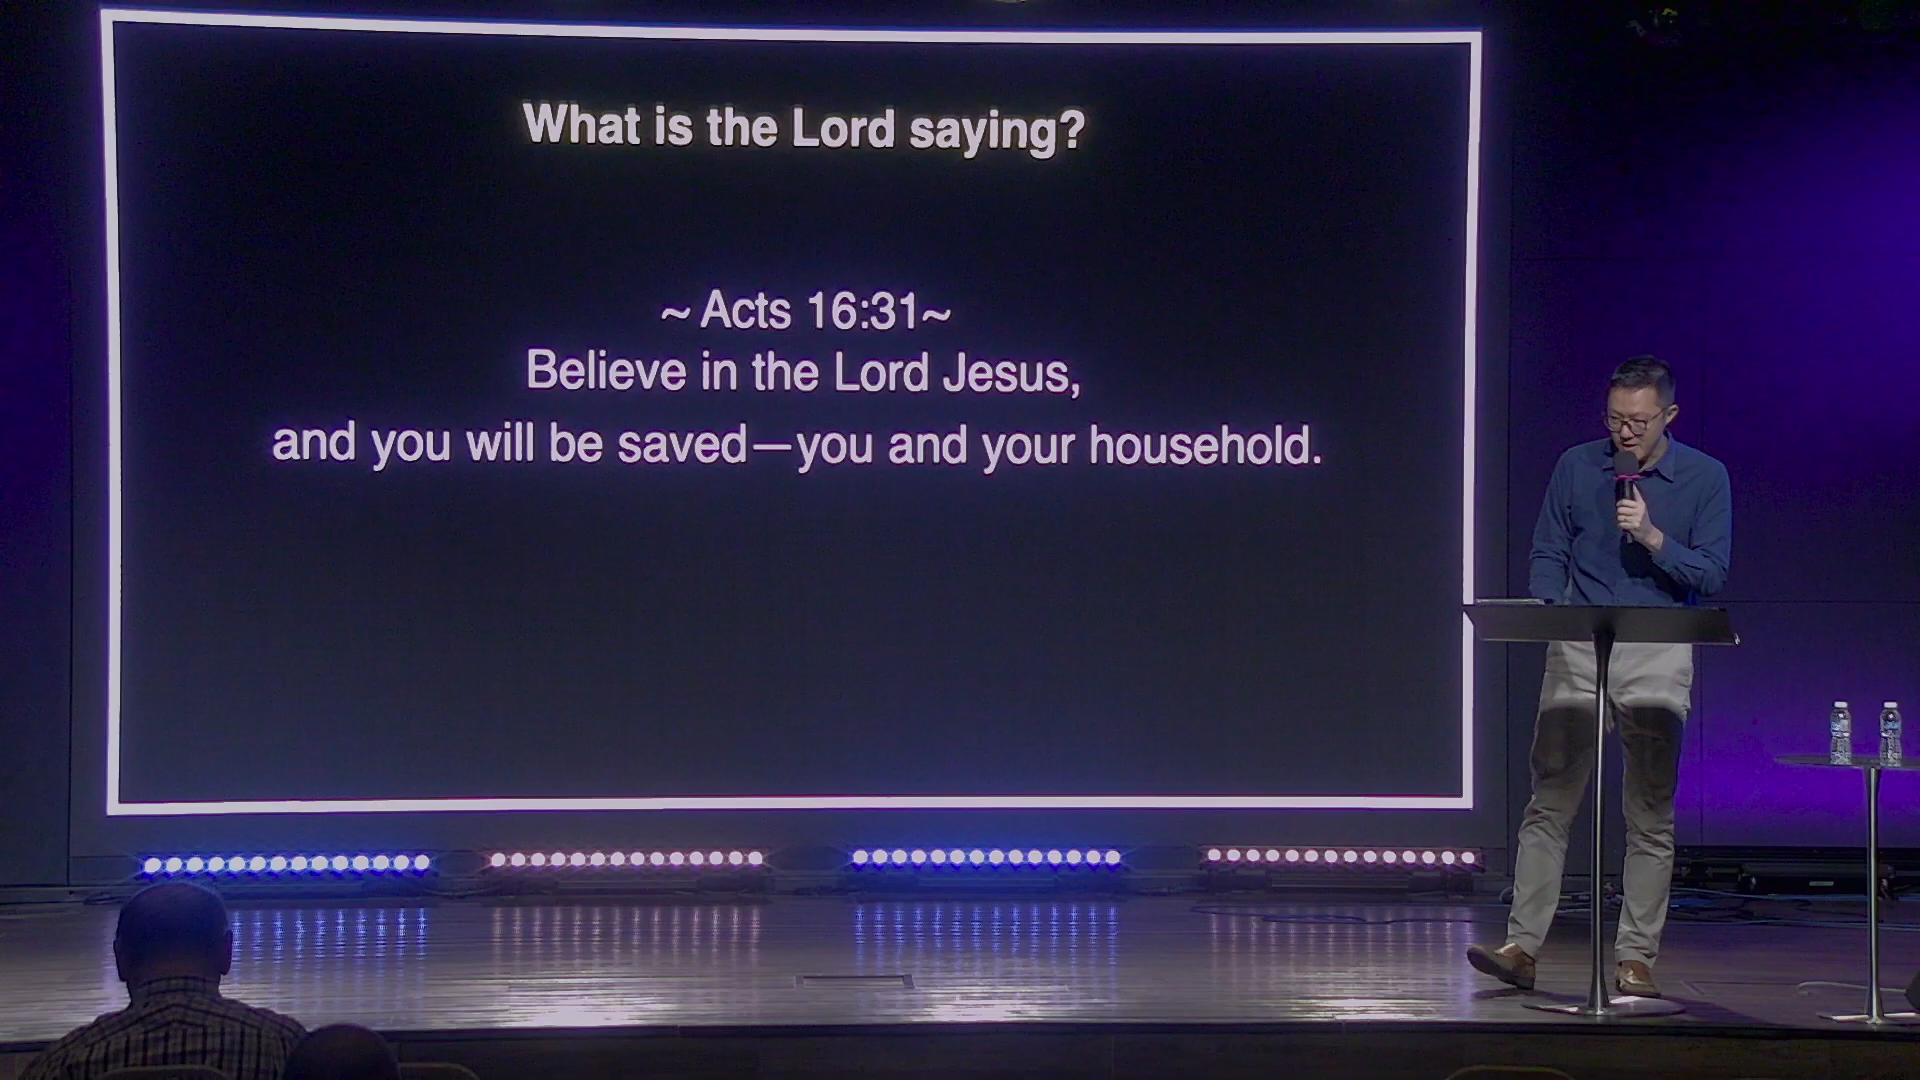 What is the Lord saying?
~ Acts 16:31~
Believe in the Lord Jesus,
and you will be saved—you and your household.